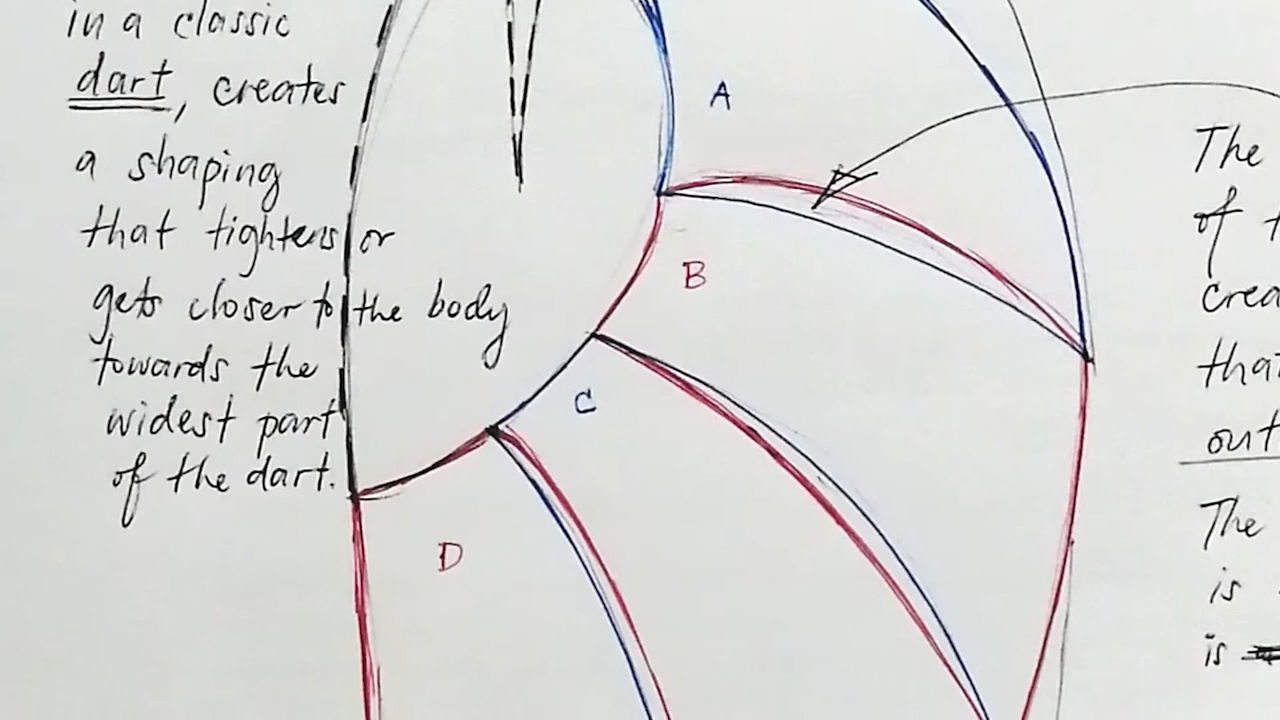 in a classic
dart, creates
a shaping
that tightens or
gets closer to the body
towards the
widest part
of the dart.
A
B
C
D
The
of
crea
that
out
The
is
is